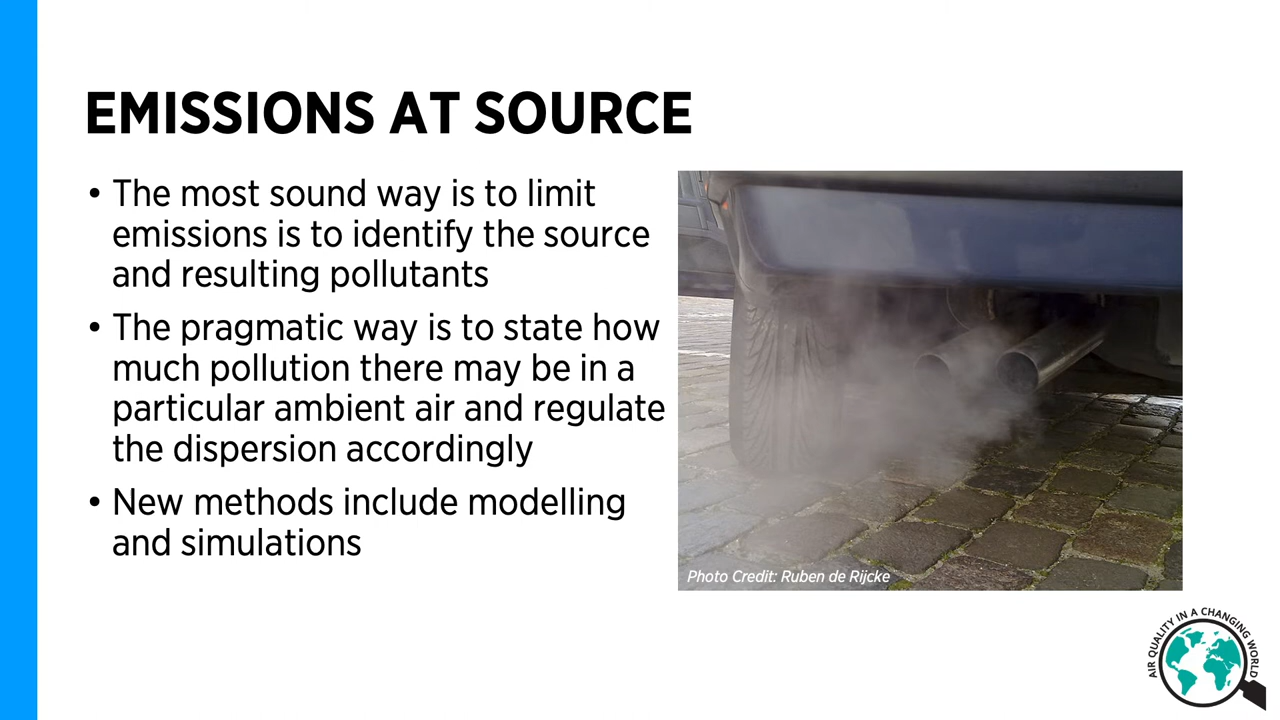 EMISSIONS AT SOURCE
• The most sound way is to limit
emissions is to identify the source
and resulting pollutants
• The pragmatic way is to state how
much pollution there may be in a
particular ambient air and regulate
the dispersion accordingly
• New methods include modelling
and simulations
Photo Credit: Ruben de Rijcke
AIR QUALITY IN A CHANGING WORLD